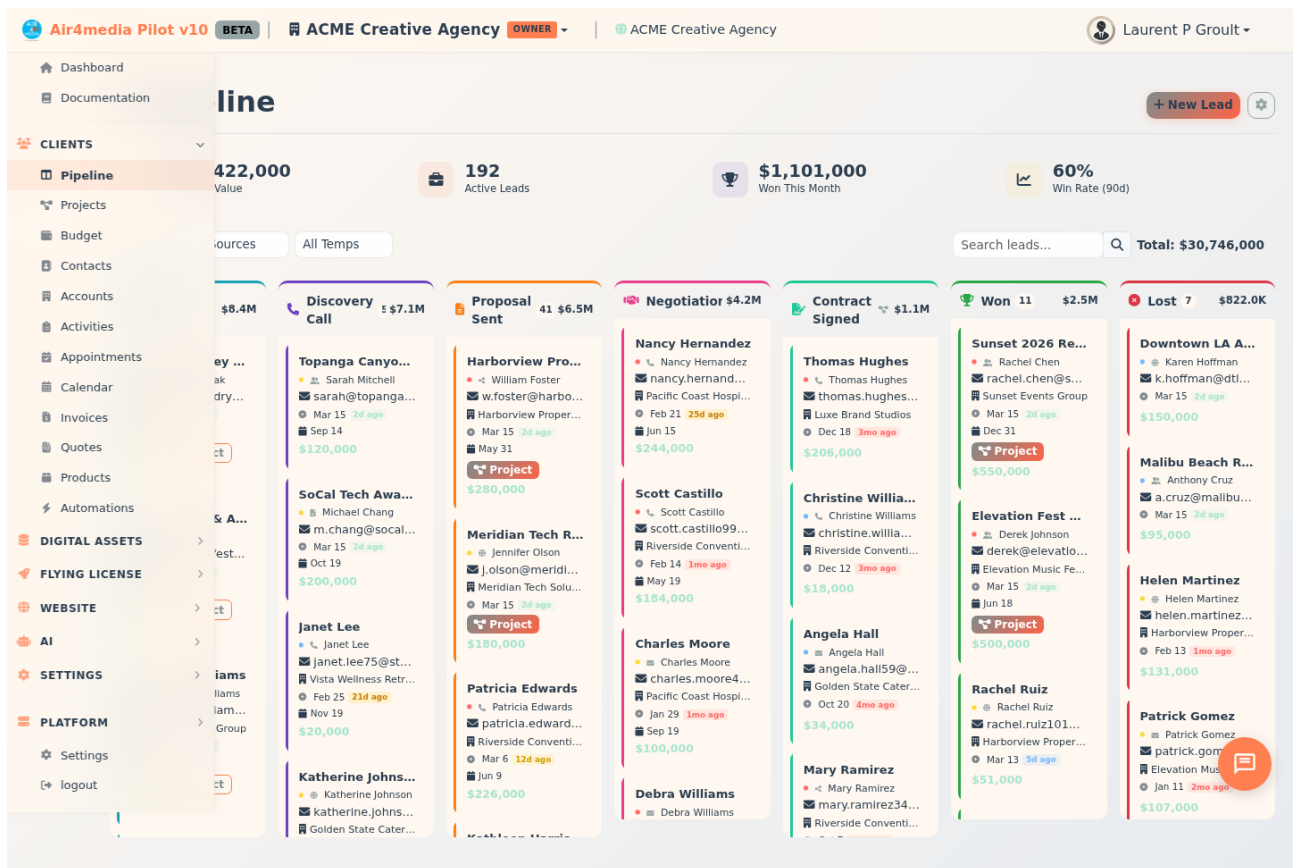 Air4media Pilot v10 BETA
ACME Creative Agency OWNER
ACME Creative Agency
Laurent P Groult
Dashboard
Documentation
CLIENTS
Pipeline
Projects
Budget
Contacts
Accounts
Activities
Appointments
Calendar
Invoices
Quotes
Products
Automations
DIGITAL ASSETS
FLYING LICENSE
WEBSITE
AI
SETTINGS
PLATFORM
Settings
logout
line
+ New Lead
422,000
Value
192
Active Leads
$1,101,000
Won This Month
60%
Win Rate (90d)
ources
All Temps
Search leads...
Total: $30,746,000
$8.4M
ey ...
ak
dry...
ct
& A...
fest...
ct
iams
liams
iam...
Group
ct
Discovery
Call
$7.1M
Topanga Canyo...
Sarah Mitchell
sarah@topanga...
Mar 15 2d ago
Sep 14
$120,000
SoCal Tech Awa...
Michael Chang
m.chang@socal...
Mar 15 2d ago
Oct 19
$200,000
Janet Lee
Janet Lee
janet.lee75@st...
Vista Wellness Retr...
Feb 25 21d ago
Nov 19
$20,000
Katherine Johns...
Katherine Johnson
katherine.johns...
Golden State Cater...
Proposal
Sent
41 $6.5M
Harborview Pro...
William Foster
w.foster@harbo...
Harborview Proper...
Mar 15 2d ago
May 31
Project
$280,000
Meridian Tech R...
Jennifer Olson
j.olson@meridi...
Meridian Tech Solu...
Mar 15 2d ago
Project
$180,000
Patricia Edwards
Patricia Edwards
patricia.edward...
Riverside Conventi...
Mar 6 12d ago
Jun 9
$226,000
Kathleen Harris
Negotiation $4.2M
Nancy Hernandez
Nancy Hernandez
nancy.hernand...
Pacific Coast Hospi...
Feb 21 25d ago
Jun 15
$244,000
Scott Castillo
Scott Castillo
scott.castillo99...
Riverside Conventi...
Feb 14 1mo ago
May 19
$184,000
Charles Moore
Charles Moore
charles.moore4...
Pacific Coast Hospi...
Jan 29 1mo ago
Sep 19
$100,000
Debra Williams
Debra Williams
Contract
Signed
$1.1M
Thomas Hughes
Thomas Hughes
thomas.hughes...
Luxe Brand Studios
Dec 18 3mo ago
$206,000
Christine Willia...
Christine Williams
christine.willia...
Riverside Conventi...
Dec 12 3mo ago
$18,000
Angela Hall
Angela Hall
angela.hall59@...
Golden State Cater...
Oct 20 4mo ago
$34,000
Mary Ramirez
Mary Ramirez
mary.ramirez34...
Riverside Conventi...
Won 11 $2.5M
Sunset 2026 Re...
Rachel Chen
rachel.chen@s...
Sunset Events Group
Mar 15 2d ago
Dec 31
Project
$550,000
Elevation Fest ...
Derek Johnson
derek@elevatio...
Elevation Music Fe...
Mar 15 2d ago
Jun 18
Project
$500,000
Rachel Ruiz
Rachel Ruiz
rachel.ruiz101...
Harborview Proper...
Mar 13 5d ago
$51,000
Lost 7 $822.0K
Downtown LA A...
Karen Hoffman
k.hoffman@dtl...
Mar 15 2d ago
$150,000
Malibu Beach R...
Anthony Cruz
a.cruz@malibu...
Mar 15 2d ago
$95,000
Helen Martinez
Helen Martinez
helen.martinez...
Harborview Proper...
Feb 13 1mo ago
$131,000
Patrick Gomez
Patrick Gomez
patrick.gom
Elevation Mus
Jan 11 2mo ago
$107,000